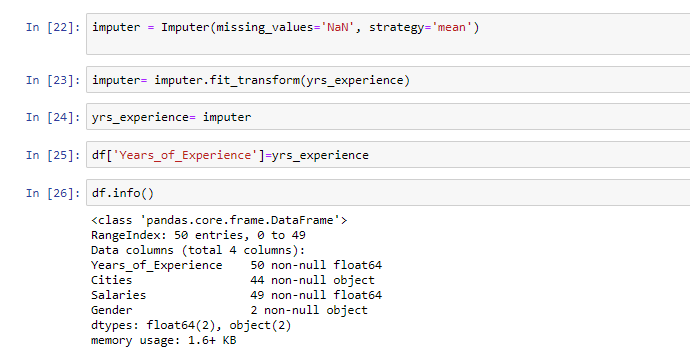 In [22]: imputer = Imputer(missing_values='NaN', strategy='mean')
In [23]: imputer= imputer.fit_transform(yrs_experience)
In [24]: yrs_experience= imputer
In [25]: df['Years_of_Experience']=yrs_experience
In [26]: df.info()
<class 'pandas.core.frame.DataFrame'>
RangeIndex: 50 entries, 0 to 49
Data columns (total 4 columns):
Years_of_Experience    50 non-null float64
Cities                 44 non-null object
Salaries               49 non-null float64
Gender                 2 non-null object
dtypes: float64(2), object(2)
memory usage: 1.6+ KB